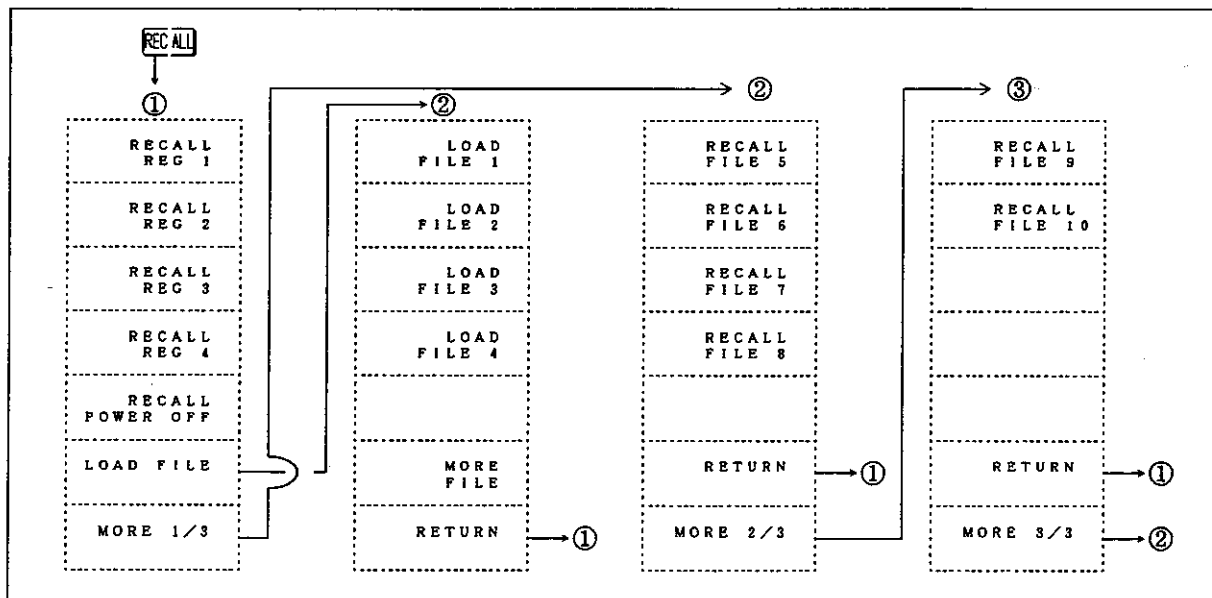 RECALL
①
RECALL
REG 1
RECALL
REG 2
RECALL
REG 3
RECALL
REG 4
RECALL
POWER OFF
LOAD FILE
MORE 1/3
②
LOAD
FILE 1
LOAD
FILE 2
LOAD
FILE 3
LOAD
FILE 4
MORE
FILE
RETURN
①
②
RECALL
FILE 5
RECALL
FILE 6
RECALL
FILE 7
RECALL
FILE 8
RETURN
①
MORE 2/3
③
RECALL
FILE 9
RECALL
FILE 10
RETURN
①
MORE 3/3
②